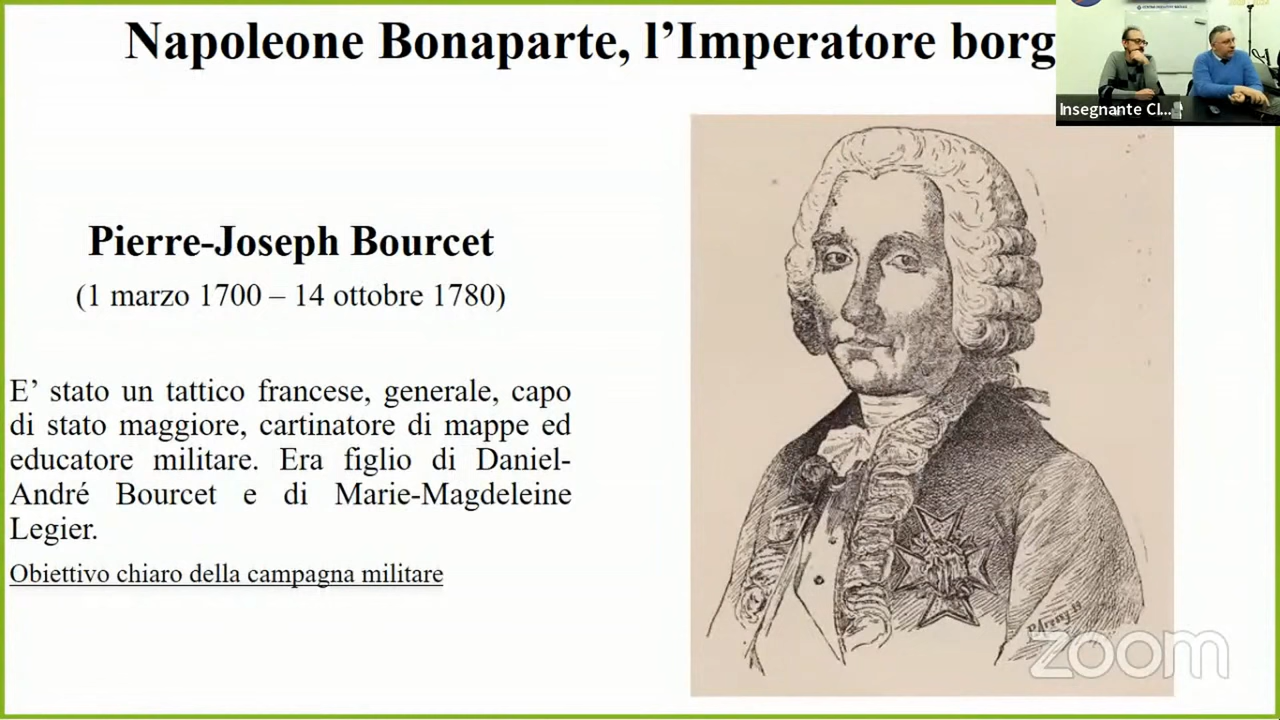 Napoleone Bonaparte, l’Imperatore borg
Insegnante Cl...
Pierre-Joseph Bourcet
(1 marzo 1700 – 14 ottobre 1780)
E’ stato un tattico francese, generale, capo
di stato maggiore, cartinatore di mappe ed
educatore militare. Era figlio di Daniel-
André Bourcet e di Marie-Magdeleine
Legier.
Obiettivo chiaro della campagna militare
zoom